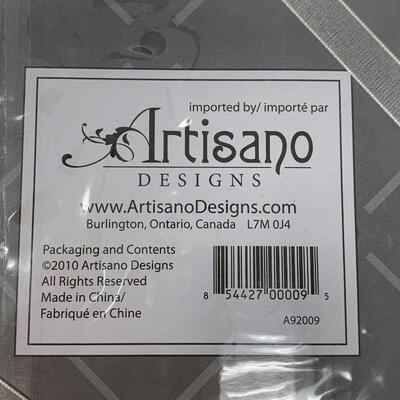 imported by/ importé par
Artisano
DESIGNS
www.ArtisanoDesigns.com
Burlington, Ontario, Canada L7M 0J4
Packaging and Contents
©2010 Artisano Designs
All Rights Reserved
Made in China/
Fabriqué en Chine
8 54427 00009 5
A92009